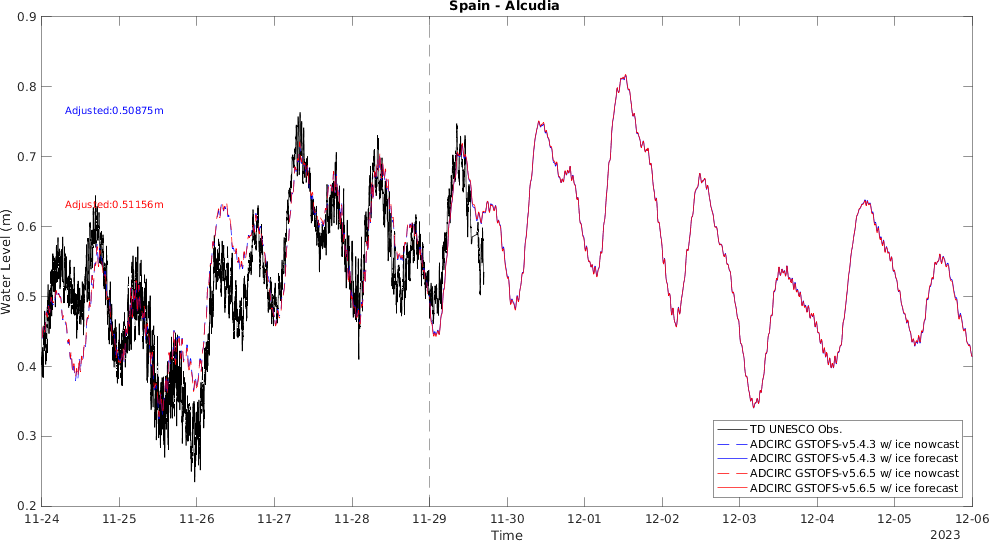 Spain - Alcudia
0.9
0.8
0.7
0.6
0.5
0.4
0.3
0.2
Water Level (m)
Adjusted:0.50875m
Adjusted:0.51156m
TD UNESCO Obs.
ADCIRC GSTOFS-v5.4.3 w/ ice nowcast
ADCIRC GSTOFS-v5.4.3 w/ ice forecast
ADCIRC GSTOFS-v5.6.5 w/ ice nowcast
ADCIRC GSTOFS-v5.6.5 w/ ice forecast
11-24 11-25 11-26 11-27 11-28 11-29 11-30 12-01 12-02 12-03 12-04 12-05 12-06
Time
2023